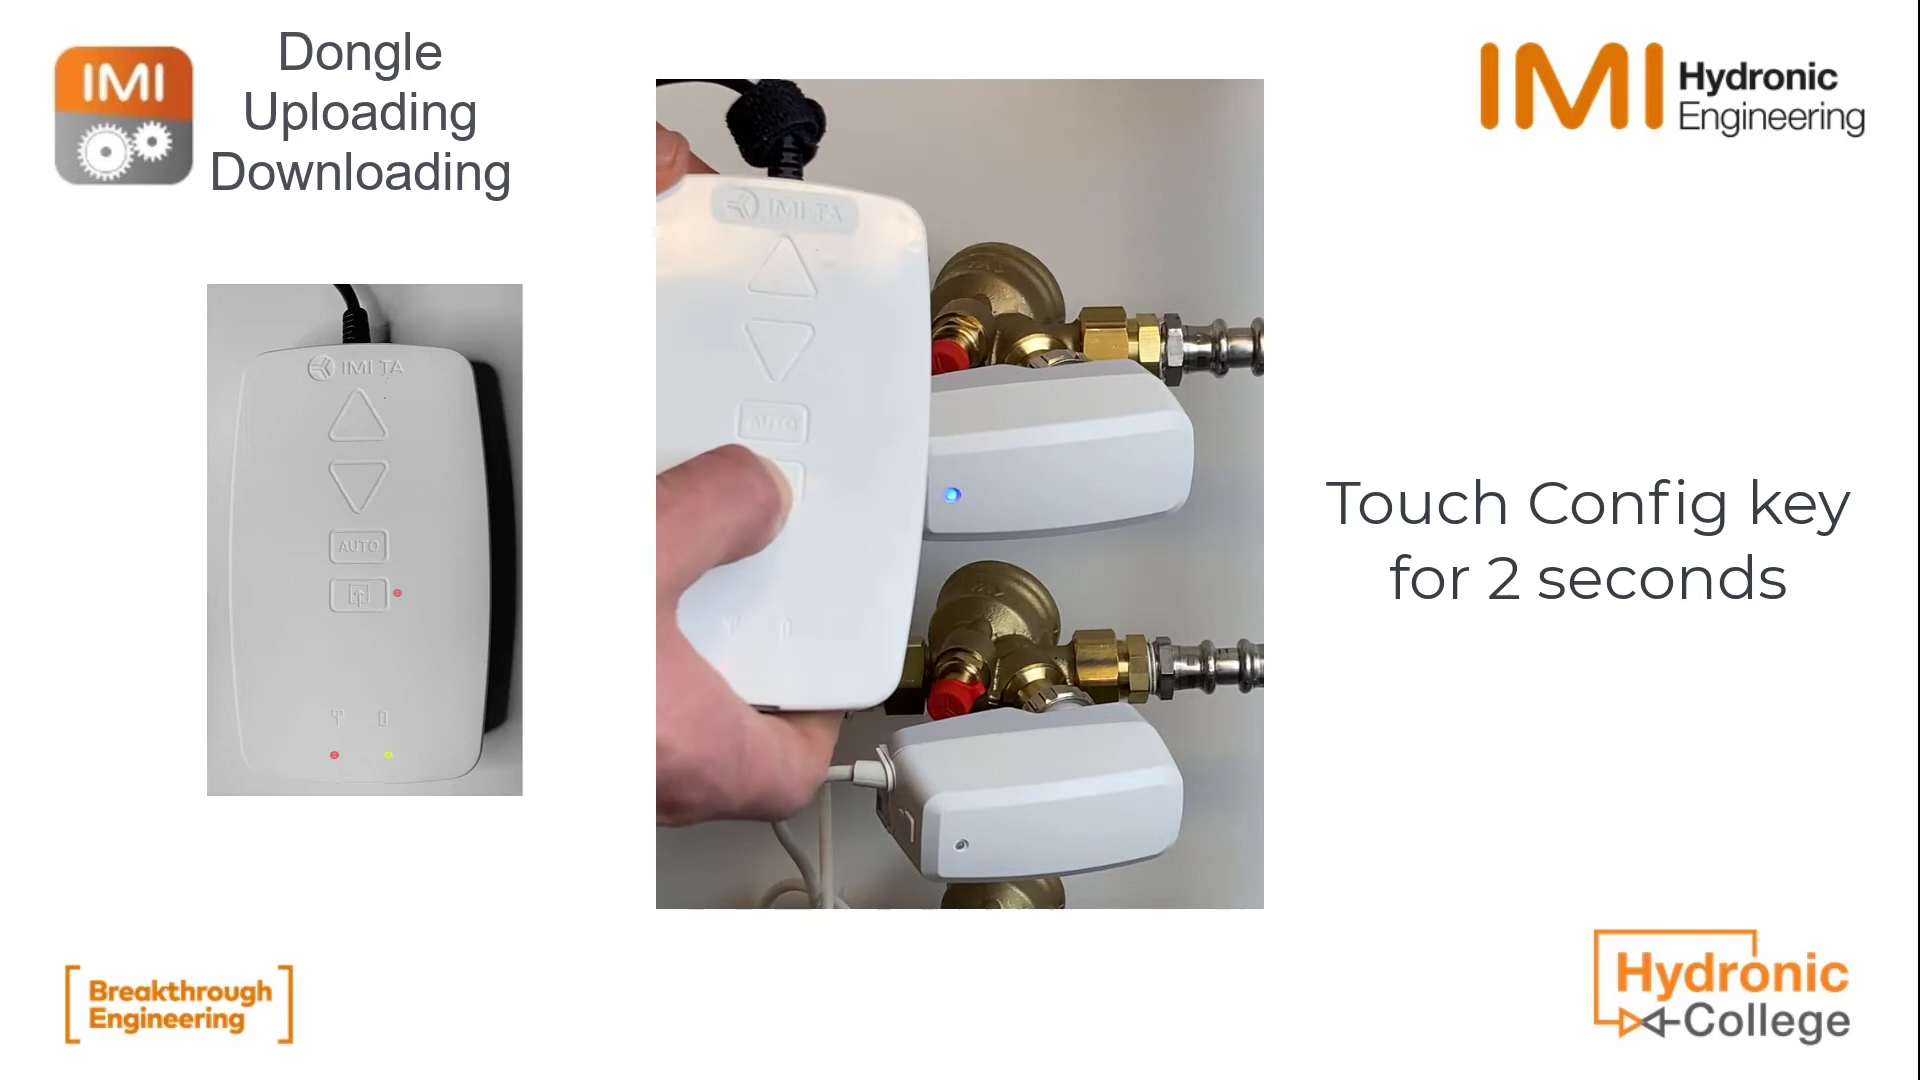 IMI
Dongle
Uploading
Downloading
IMI Hydronic
Engineering
IMI TA
AUTO
IMI TA
AUTO
Touch Config key
for 2 seconds
Breakthrough
Engineering
Hydronic
College